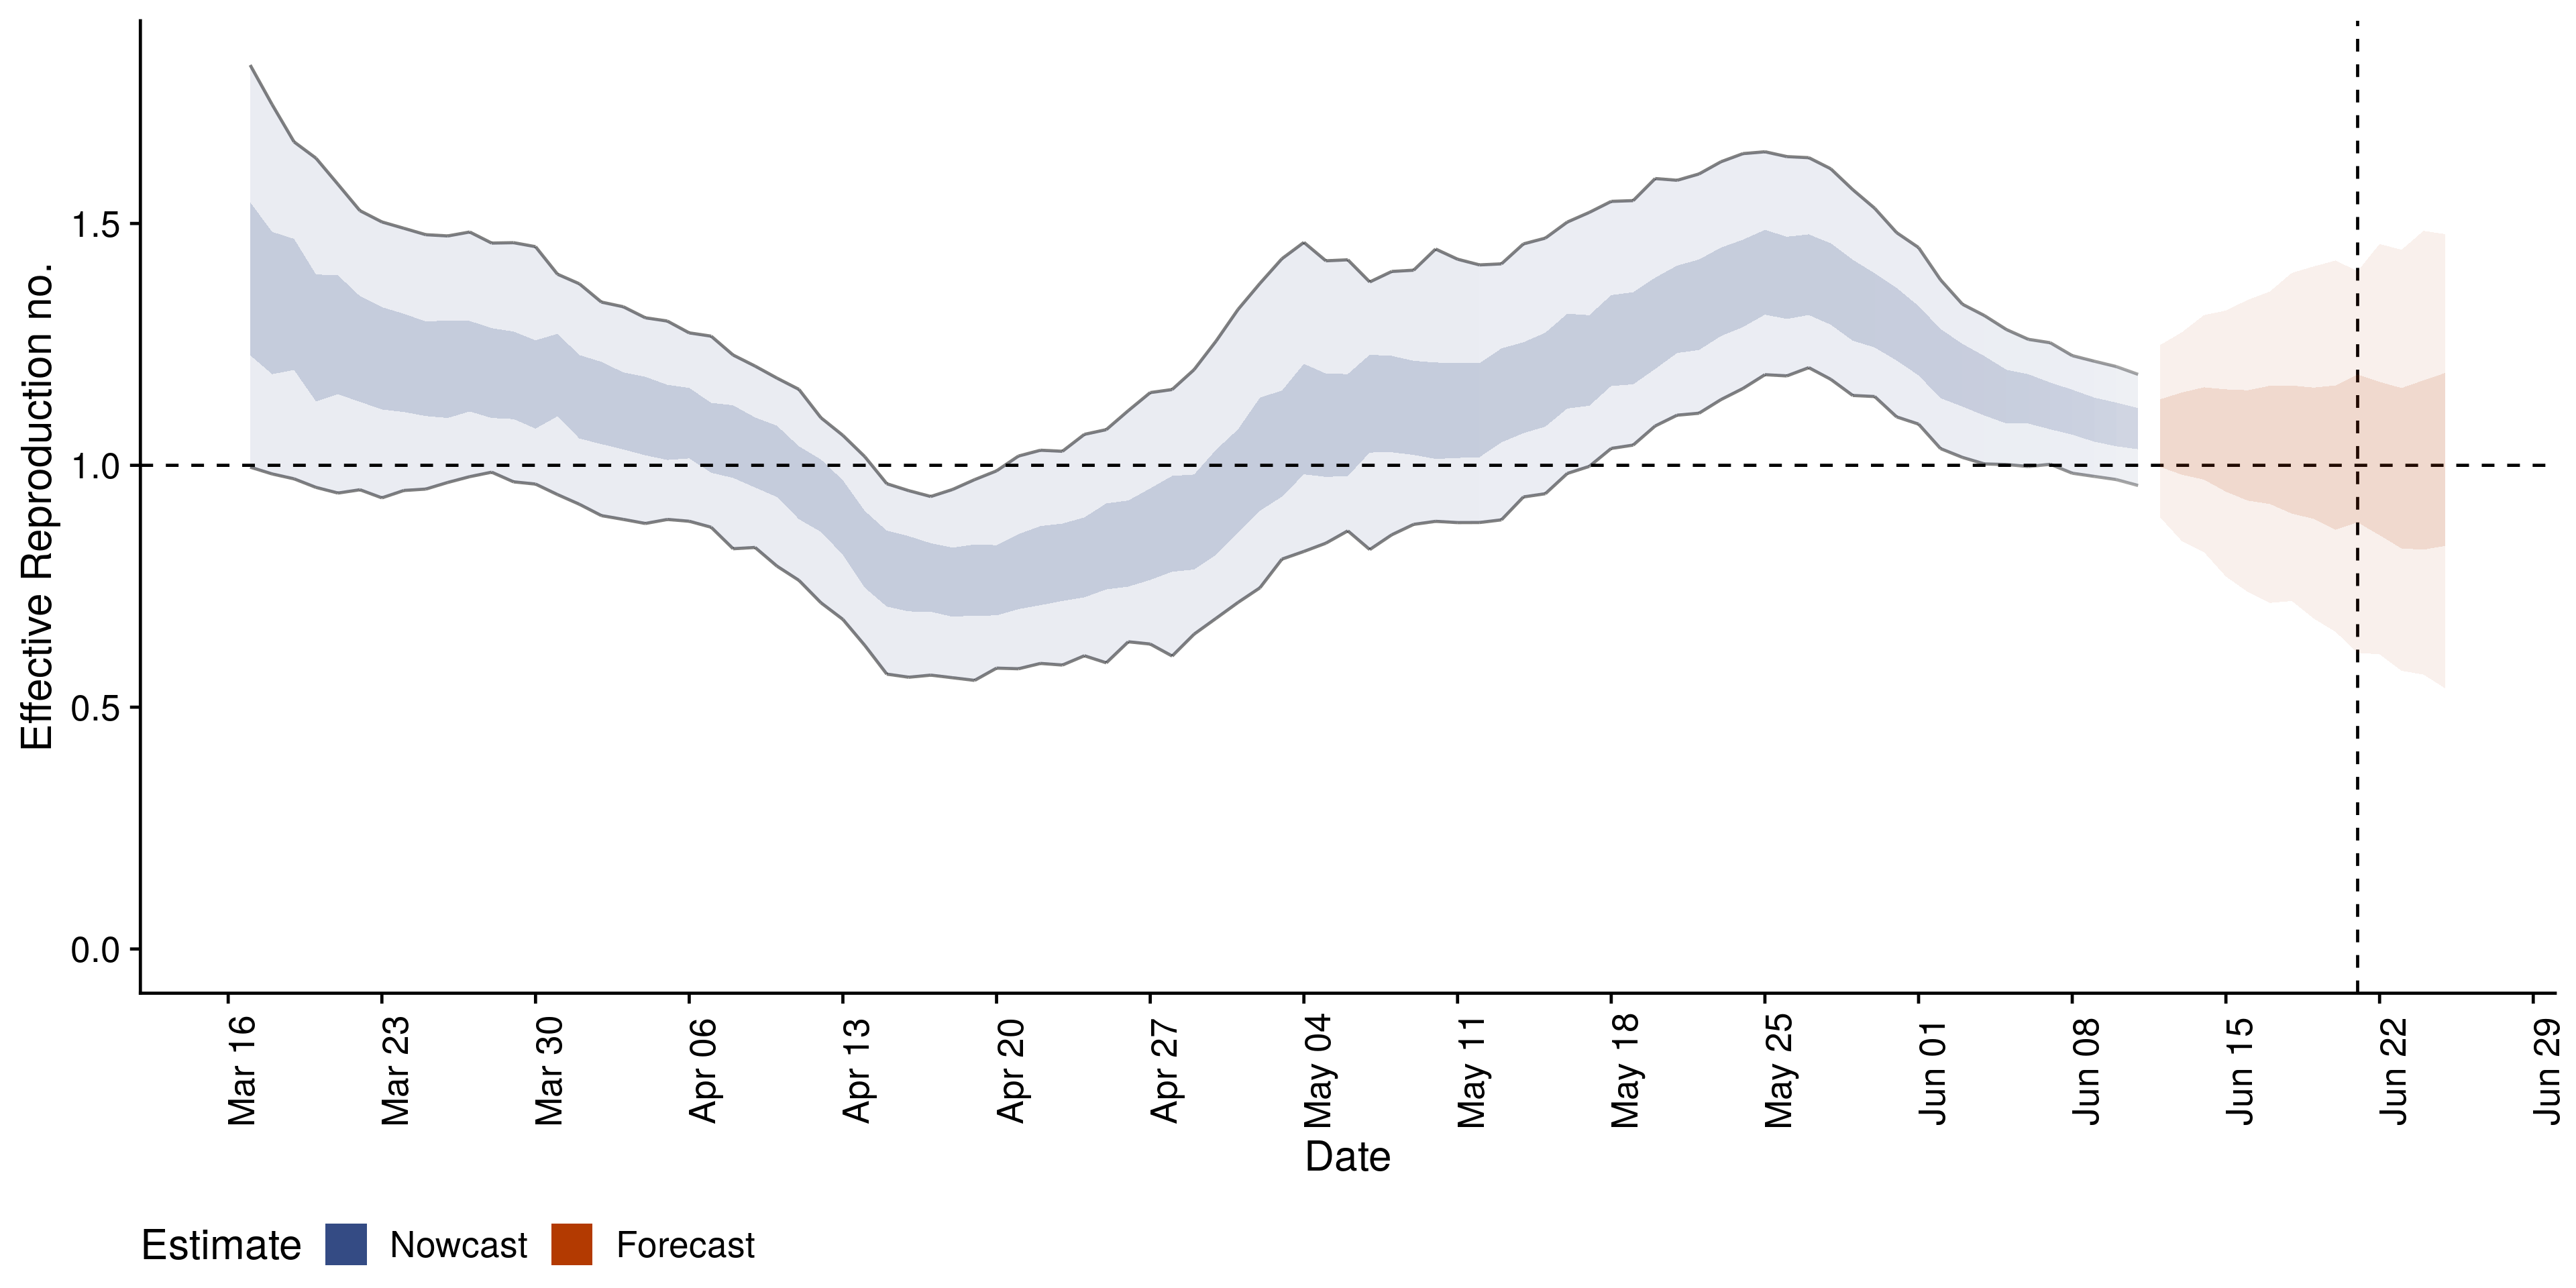 Effective Reproduction no.
1.5
1.0
0.5
0.0
Mar 16
Mar 23
Mar 30
Apr 06
Apr 13
Apr 20
Apr 27
May 04
May 11
May 18
May 25
Jun 01
Jun 08
Jun 15
Jun 22
Jun 29
Date
Estimate Nowcast Forecast